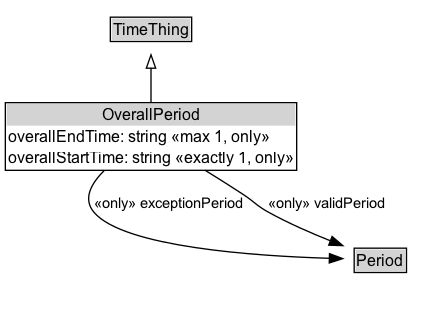 TimeThing
OverallPeriod
overallEndTime: string «max 1, only»
overallStartTime: string «exactly 1, only»
«only» exceptionPeriod
«only» validPeriod
Period